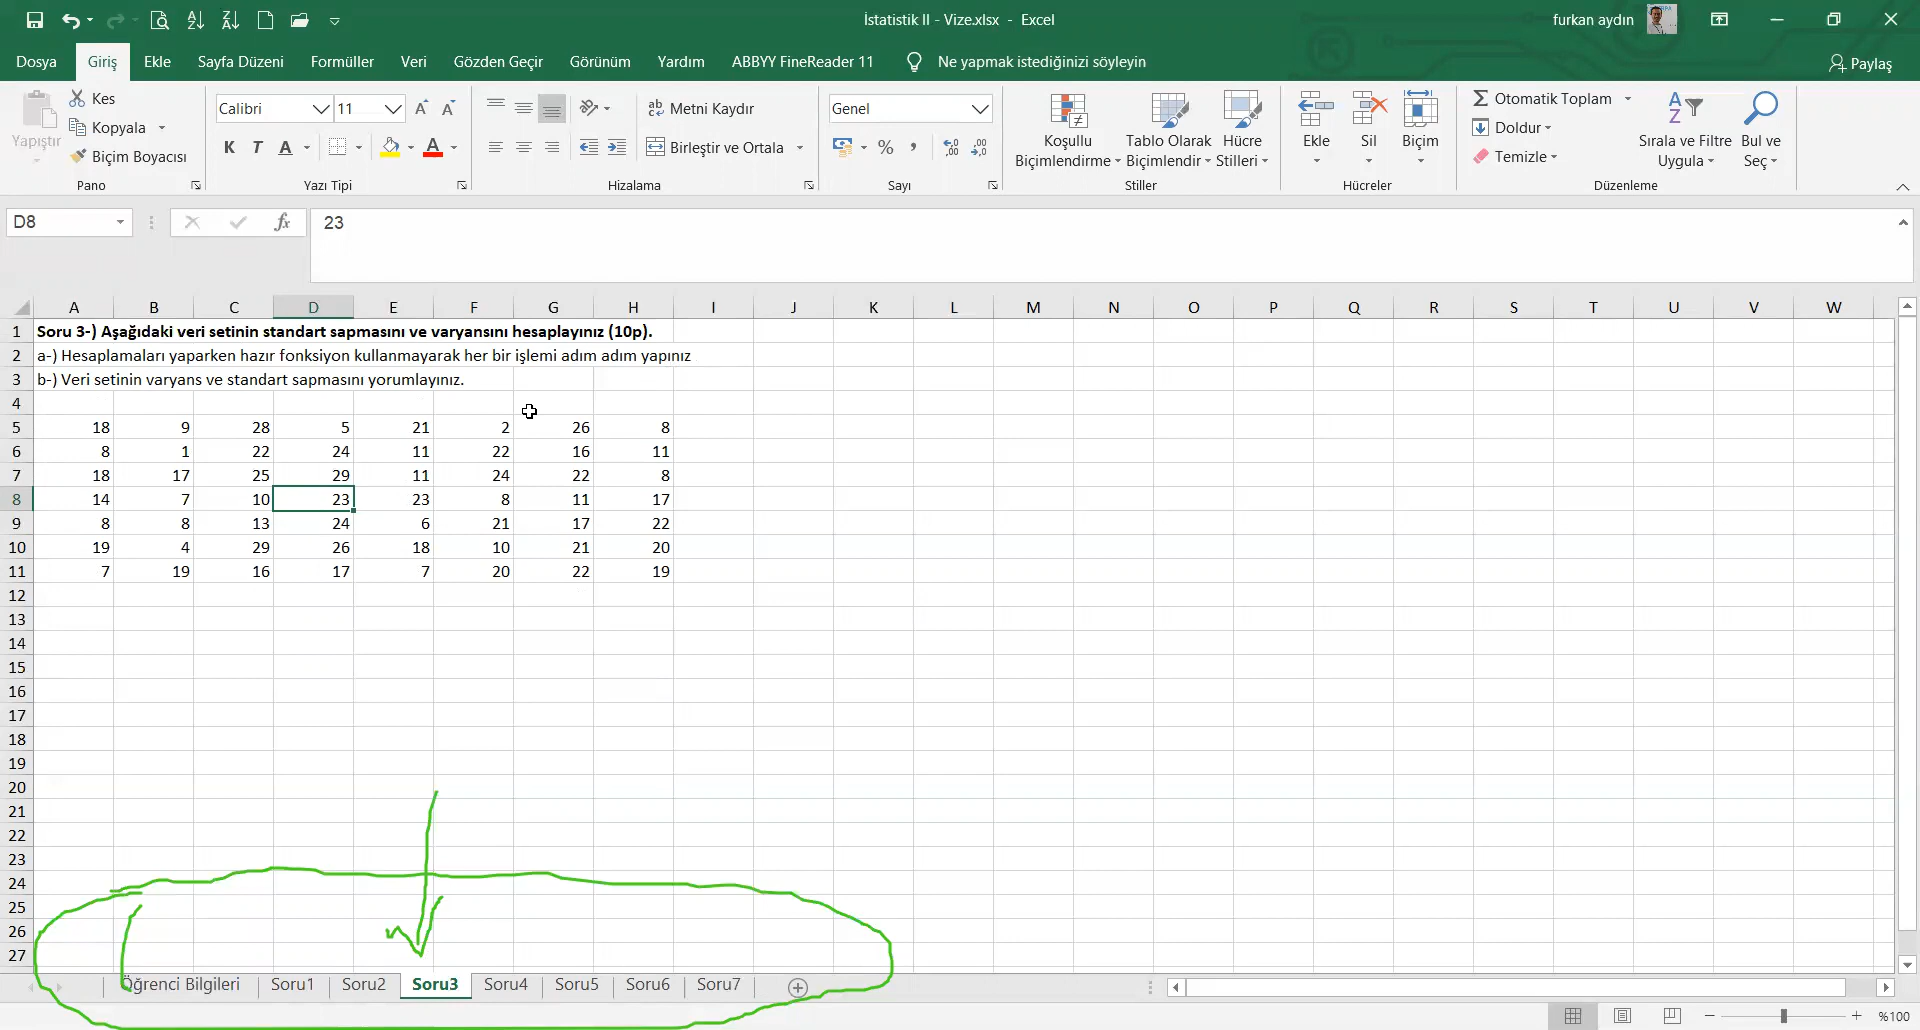 İstatistik II - Vize.xlsx - Excel
furkan aydın
Dosya Giriş Ekle Sayfa Düzeni Formüller Veri Gözden Geçir Görünüm Yardım ABBYY FineReader 11 Ne yapmak istediğinizi söyleyin Paylaş
Yapıştır
Kes
Kopyala
Biçim Boyacısı
Pano
Calibri 11
K T A A
Yazı Tipi
Metni Kaydır
Birleştir ve Ortala
Hizalama
Genel
%
Sayı
Koşullu Biçimlendirme
Tablo Olarak Biçimlendir
Hücre Stilleri
Stiller
Ekle
Sil
Biçim
Hücreler
Otomatik Toplam
Doldur
Temizle
Sırala ve Filtre Uygula
Bul ve Seç
Düzenleme
D8 fx 23
A B C D E F G H I J K L M N O P Q R S T U V W
1 Soru 3-) Aşağıdaki veri setinin standart sapmasını ve varyansını hesaplayınız (10p).
2 a-) Hesaplamaları yaparken hazır fonksiyon kullanmayarak her bir işlemi adım adım yapınız
3 b-) Veri setinin varyans ve standart sapmasını yorumlayınız.
4
5 18 9 28 5 21 2 26 8
6 8 1 22 24 11 22 16 11
7 18 17 25 29 11 24 22 8
8 14 7 10 23 23 8 11 17
9 8 8 13 24 6 21 17 22
10 19 4 29 26 18 10 21 20
11 7 19 16 17 7 20 22 19
12
13
14
15
16
17
18
19
20
21
22
23
24
25
26
27
Öğrenci Bilgileri Soru1 Soru2 Soru3 Soru4 Soru5 Soru6 Soru7
%100